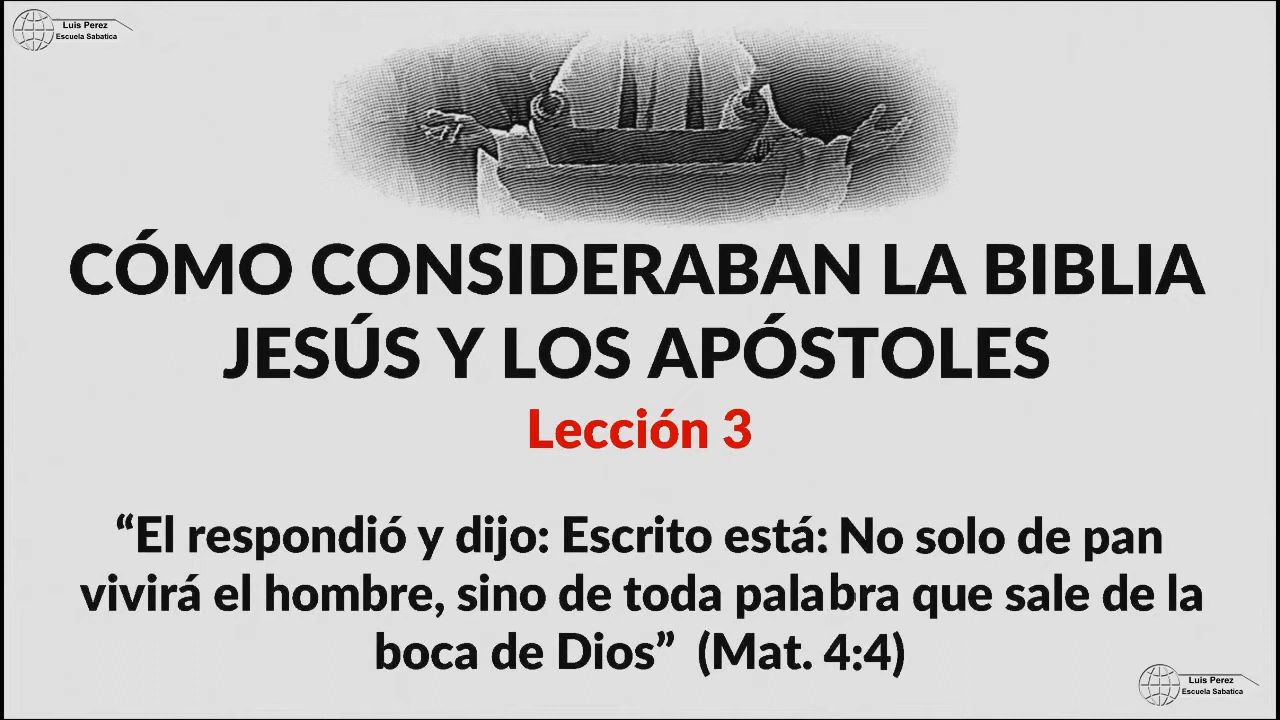 Luis Perez
Escuela Sabatica
CÓMO CONSIDERABAN LA BIBLIA
JESÚS Y LOS APÓSTOLES
Lección 3
“El respondió y dijo: Escrito está: No solo de pan
vivirá el hombre, sino de toda palabra que sale de la
boca de Dios” (Mat. 4:4)
Luis Perez
Escuela Sabatica